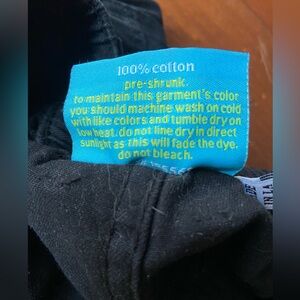 100% cotton
pre-shrunk.
to maintain this garment's color
you should machine wash on cold
with like colors and tumble dry on
low heat. do not line dry in direct
sunlight as this will fade the dye.
do not bleach.